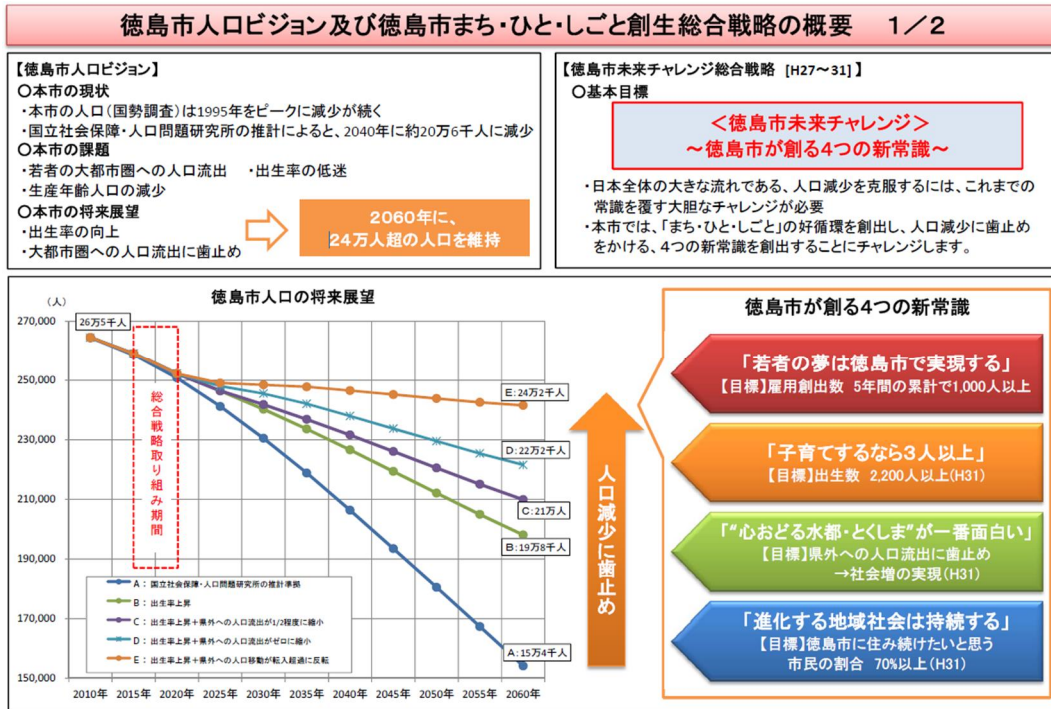 徳島市人口ビジョン及び徳島市まち・ひと・しごと創生総合戦略の概要　1／2
【徳島市人口ビジョン】
○本市の現状
・本市の人口（国勢調査）は1995年をピークに減少が続く
・国立社会保障・人口問題研究所の推計によると、2040年に約20万6千人に減少
○本市の課題
・若者の大都市圏への人口流出　・出生率の低迷
・生産年齢人口の減少
○本市の将来展望
・出生率の向上
・大都市圏への人口流出に歯止め
2060年に、
24万人超の人口を維持
【徳島市未来チャレンジ総合戦略 [H27～31]】
○基本目標
＜徳島市未来チャレンジ＞
～徳島市が創る4つの新常識～
・日本全体の大きな流れである、人口減少を克服するには、これまでの
常識を覆す大胆なチャレンジが必要
・本市では、「まち・ひと・しごと」の好循環を創出し、人口減少に歯止め
をかける、4つの新常識を創出することにチャレンジします。
徳島市人口の将来展望
（人）
270,000
250,000
230,000
210,000
190,000
170,000
150,000
26万5千人
総合戦略取り組み期間
E：24万2千人
D：22万2千人
C：21万人
B：19万8千人
A：15万4千人
A： 国立社会保障・人口問題研究所の推計準拠
B： 出生率上昇
C： 出生率上昇＋県外への人口流出が1/2程度に縮小
D： 出生率上昇＋県外への人口流出がゼロに縮小
E： 出生率上昇＋県外への人口移動が転入超過に反転
2010年 2015年 2020年 2025年 2030年 2035年 2040年 2045年 2050年 2055年 2060年
人口減少に歯止め
徳島市が創る4つの新常識
「若者の夢は徳島市で実現する」
【目標】雇用創出数 5年間の累計で1,000人以上
「子育てするなら3人以上」
【目標】出生数 2,200人以上（H31）
「“心おどる水都・とくしま”が一番面白い」
【目標】県外への人口流出に歯止め
→社会増の実現（H31）
「進化する地域社会は持続する」
【目標】徳島市に住み続けたいと思う
市民の割合 70%以上（H31）